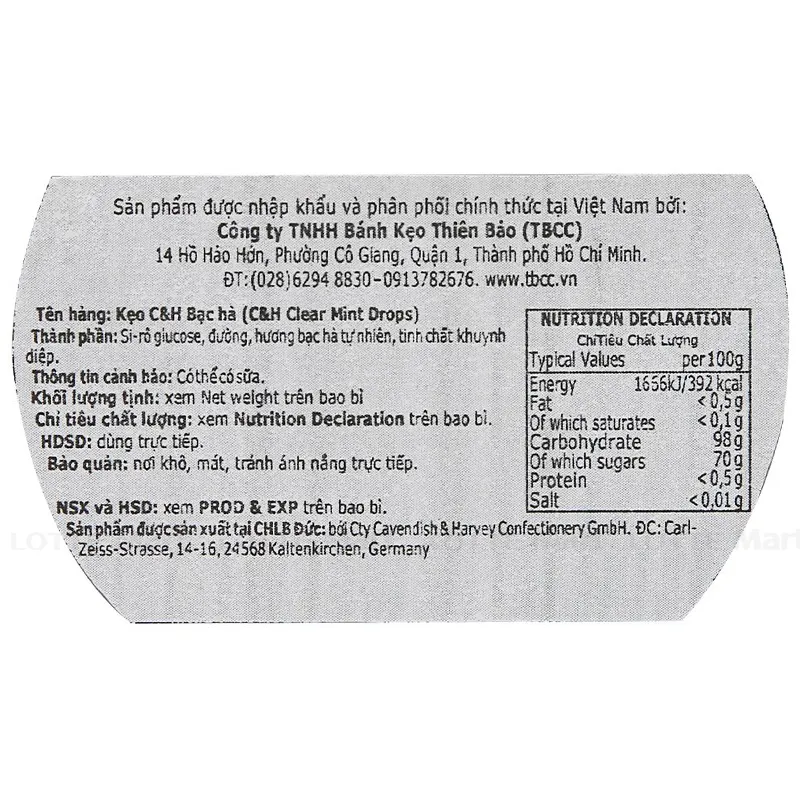 Sản phẩm được nhập khẩu và phân phối chính thức tại Việt Nam bởi:
Công ty TNHH Bánh Kẹo Thiên Bảo (TBCC)
14 Hồ Hảo Hớn, Phường Cô Giang, Quận 1, Thành phố Hồ Chí Minh.
ĐT:(028)6294 8830-0913782676. www.tbcc.vn
Tên hàng: Kẹo C&H Bạc hà (C&H Clear Mint Drops)
Thành phần: Si-rô glucose, đường, hương bạc hà tự nhiên, tinh chất khuynh
diệp.
Thông tin cảnh báo: Có thể có sữa.
Khối lượng tịnh: xem Net weight trên bao bì
Chỉ tiêu chất lượng: xem Nutrition Declaration trên bao bì.
HDSD: dùng trực tiếp.
Bảo quản: nơi khô, mát, tránh ánh nắng trực tiếp.
NSX và HSD: xem PROD & EXP trên bao bì.
Sản phẩm được sản xuất tại CHLB Đức: bởi Cty Cavendish & Harvey Confectionery GmbH. ĐC: Carl-
Zeiss-Strasse, 14-16, 24568 Kaltenkirchen, Germany
NUTRITION DECLARATION
Chỉ Tiêu Chất Lượng
Typical Values per 100g
Energy 1656kJ/392 kcal
Fat <0,5g
Of which saturates <0,1g
Carbohydrate 98g
Of which sugars 70g
Protein <0,5g
Salt <0,01g